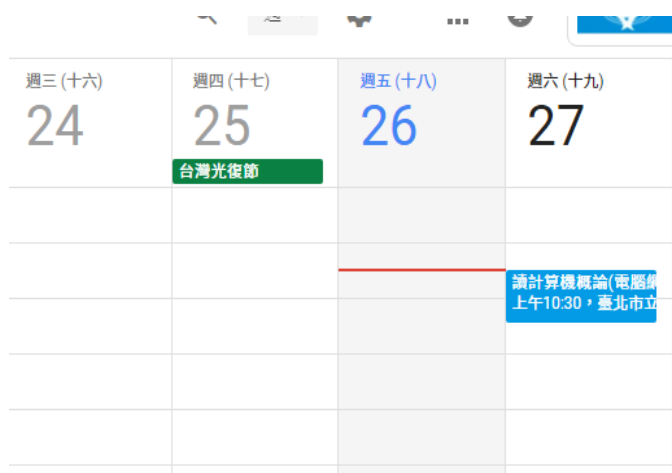 週三 (十六)
週四 (十七)
週五 (十八)
週六 (十九)
24
25
26
27
台灣光復節
讀計算機概論(電腦網
上午10:30，臺北市立